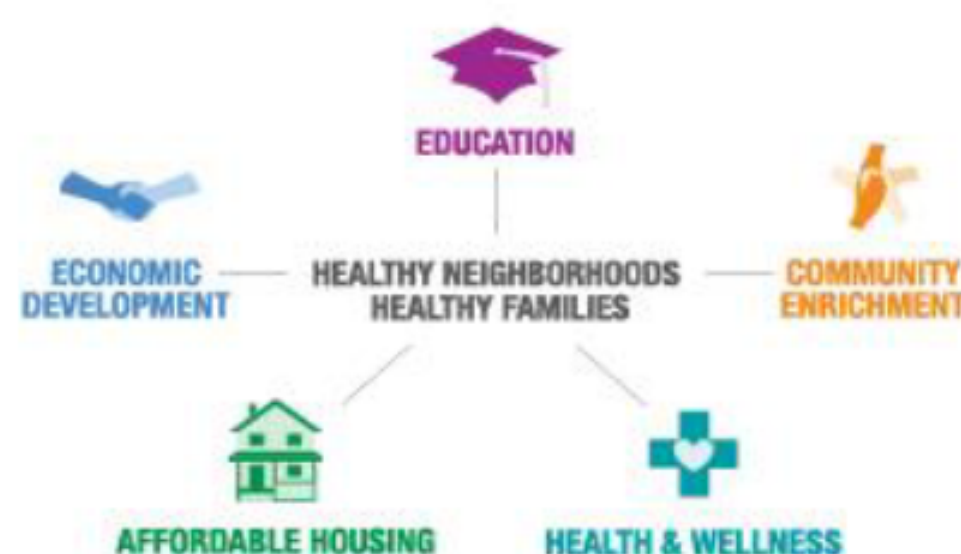 EDUCATION
ECONOMIC
DEVELOPMENT
HEALTHY NEIGHBORHOODS
HEALTHY FAMILIES
COMMUNITY
ENRICHMENT
AFFORDABLE HOUSING
HEALTH & WELLNESS